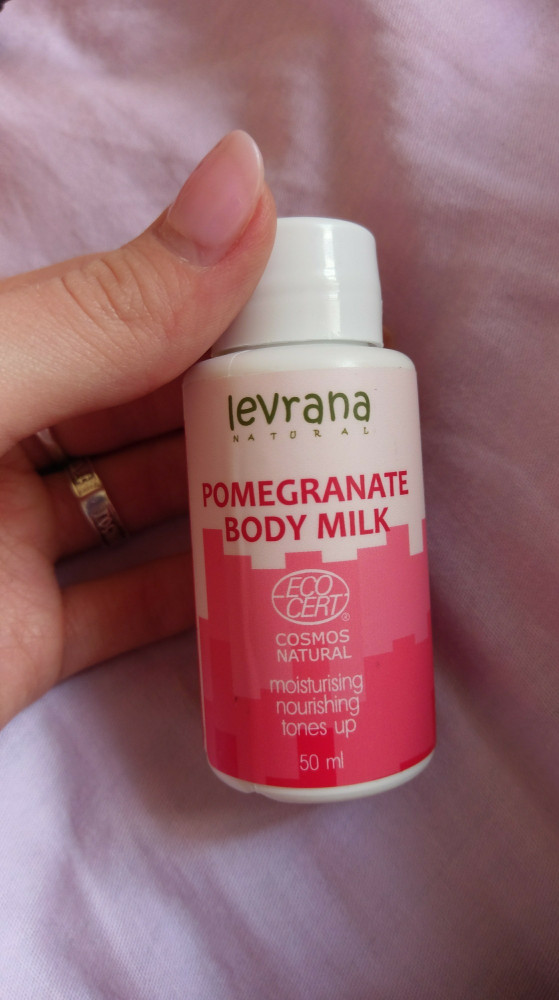 levrana
NATURAL
POMEGRANATE
BODY MILK
ECO
CERT
®
COSMOS
NATURAL
moisturising
nourishing
tones up
50 ml